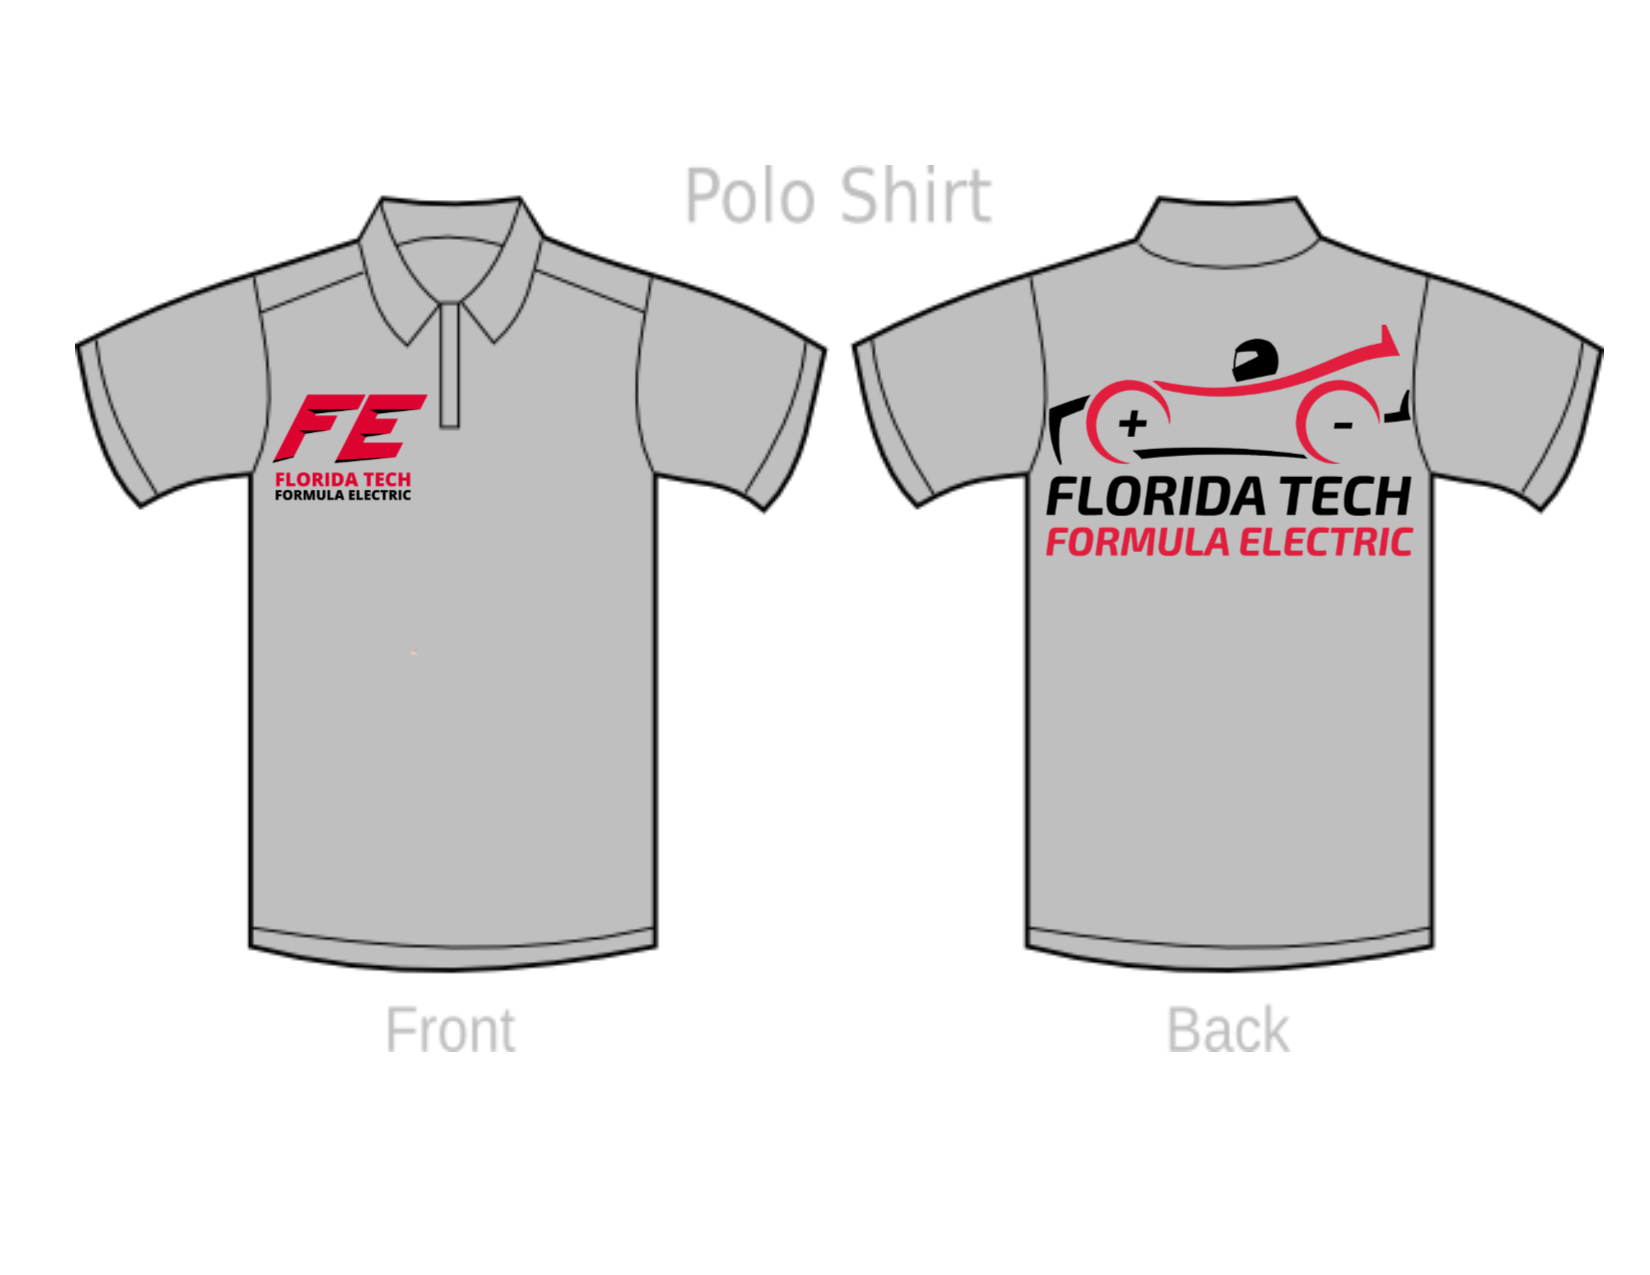 Polo Shirt
FE
FLORIDA TECH
FORMULA ELECTRIC
+ -
FLORIDA TECH
FORMULA ELECTRIC
Front
Back